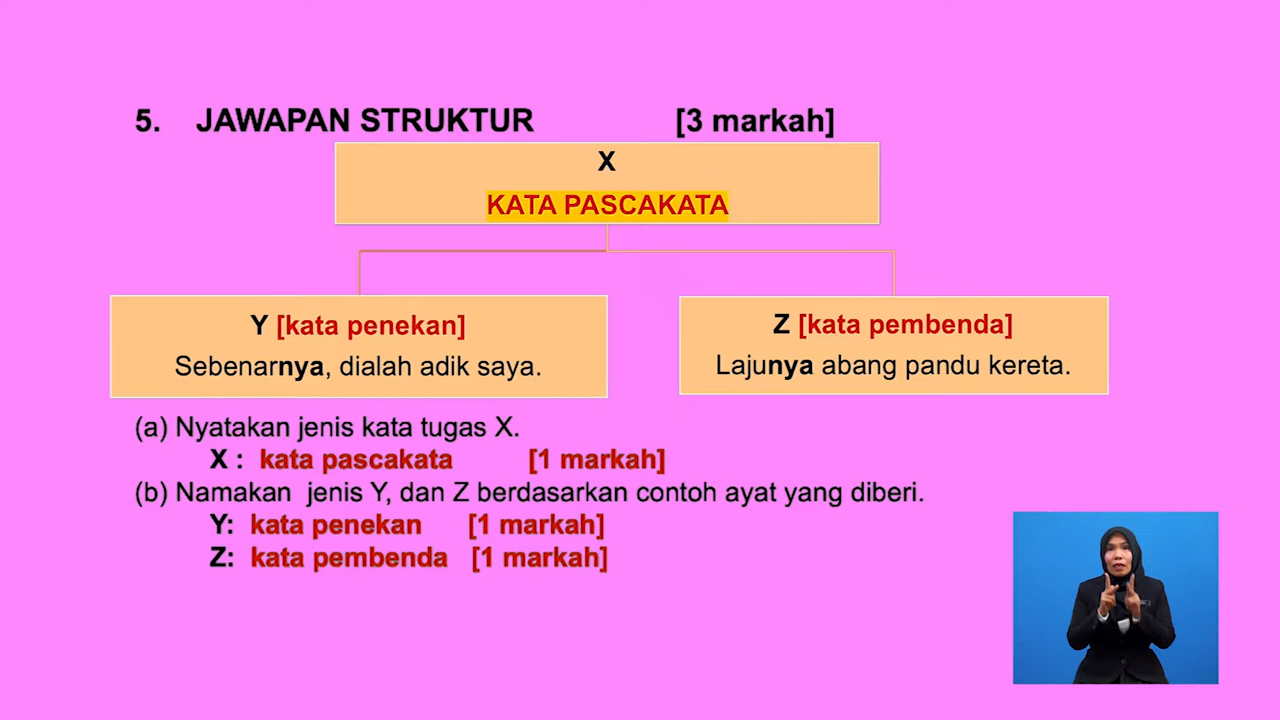 5. JAWAPAN STRUKTUR [3 markah]
X
KATA PASCAKATA
Y [kata penekan]
Sebenarnya, dialah adik saya.
Z [kata pembenda]
Lajunya abang pandu kereta.
(a) Nyatakan jenis kata tugas X.
X : kata pascakata [1 markah]
(b) Namakan jenis Y, dan Z berdasarkan contoh ayat yang diberi.
Y: kata penekan [1 markah]
Z: kata pembenda [1 markah]